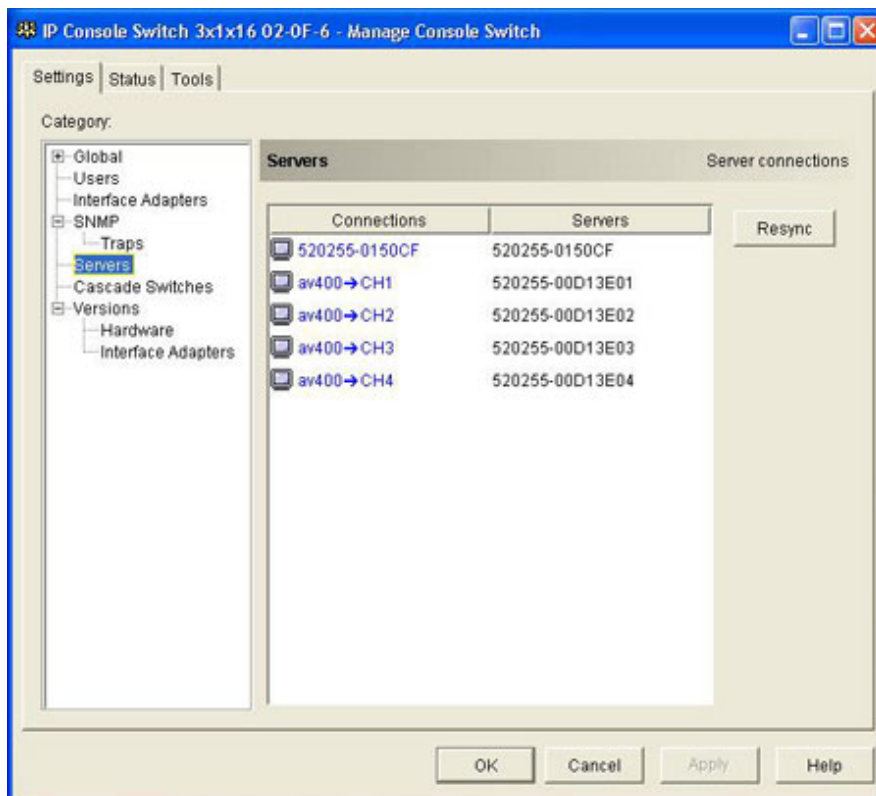 IP Console Switch 3x1x16 02-0F-6 - Manage Console Switch
Settings Status Tools
Category:
Global
Users
Interface Adapters
SNMP
Traps
Servers
Cascade Switches
Versions
Hardware
Interface Adapters
Servers Server connections
Connections Servers
520255-0150CF 520255-0150CF
av400→CH1 520255-00D13E01
av400→CH2 520255-00D13E02
av400→CH3 520255-00D13E03
av400→CH4 520255-00D13E04
Resync
OK Cancel Apply Help